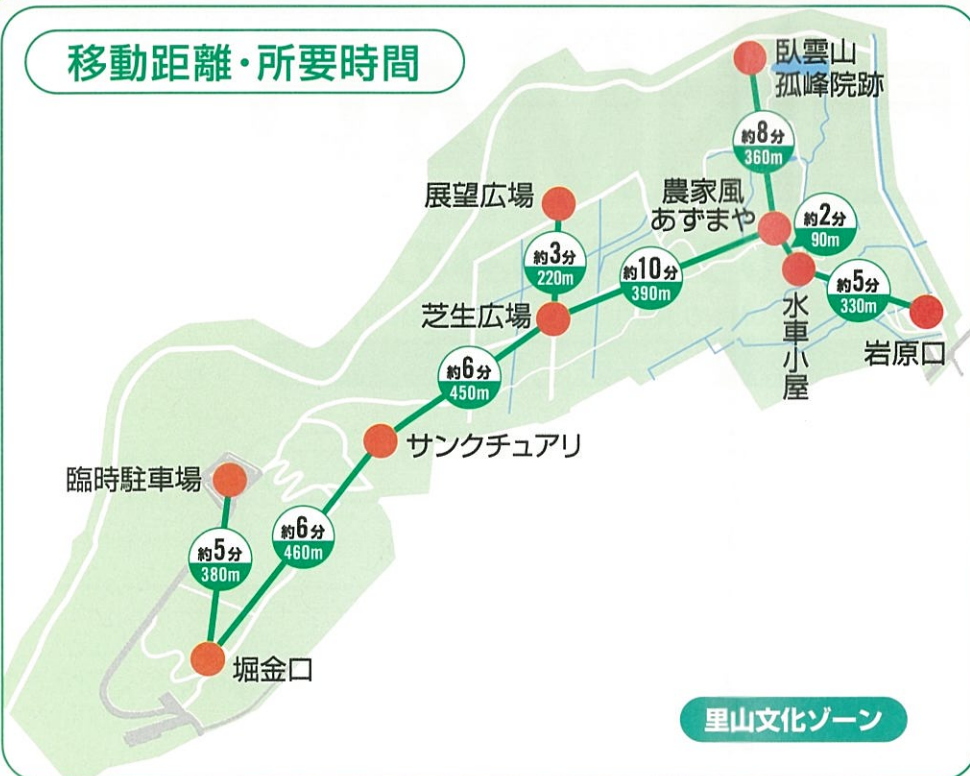 移動距離・所要時間
臥雲山
孤峰院跡
約8分
360m
展望広場
農家風
あずまや
約2分
90m
約3分
220m
約10分
390m
約5分
330m
芝生広場
水車小屋
岩原口
約6分
450m
サンクチュアリ
臨時駐車場
約6分
460m
約5分
380m
堀金口
里山文化ゾーン